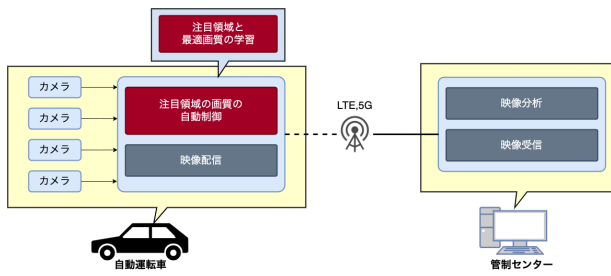 注目領域と
最適画質の学習
カメラ
カメラ
カメラ
カメラ
注目領域の画質の
自動制御
映像配信
LTE,5G
映像分析
映像受信
自動運転車
管制センター